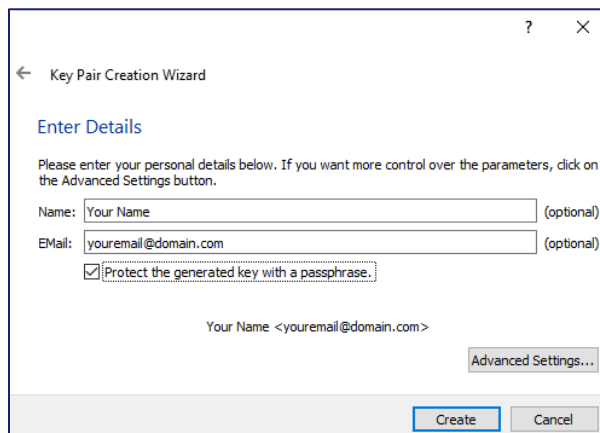 ?
Key Pair Creation Wizard
Enter Details
Please enter your personal details below. If you want more control over the parameters, click on
the Advanced Settings button.
Name: Your Name (optional)
EMail: youremail@domain.com (optional)
Protect the generated key with a passphrase.
Your Name <youremail@domain.com>
Advanced Settings...
Create Cancel